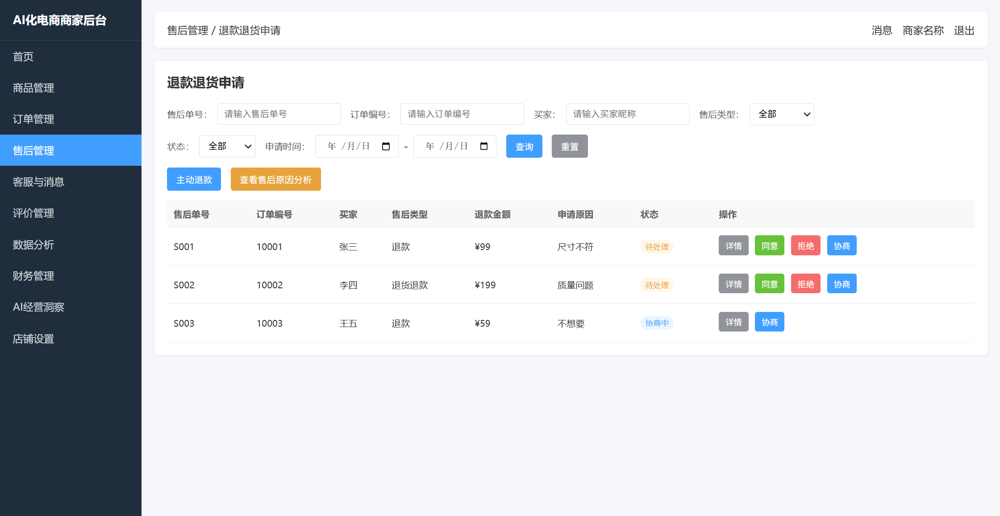 AI化电商商家后台
首页
商品管理
订单管理
售后管理
客服与消息
评价管理
数据分析
财务管理
AI经营洞察
店铺设置
售后管理 / 退款退货申请 消息 商家名称 退出
退款退货申请
售后单号： 请输入售后单号 订单编号： 请输入订单编号 买家： 请输入买家昵称 售后类型： 全部
状态： 全部 申请时间： 年 /月/日 - 年 /月/日 查询 重置
主动退款 查看售后原因分析
售后单号 订单编号 买家 售后类型 退款金额 申请原因 状态 操作
S001 10001 张三 退款 ¥99 尺寸不符 待处理 详情 同意 拒绝 协商
S002 10002 李四 退货退款 ¥199 质量问题 待处理 详情 同意 拒绝 协商
S003 10003 王五 退款 ¥59 不想要 协商中 详情 协商